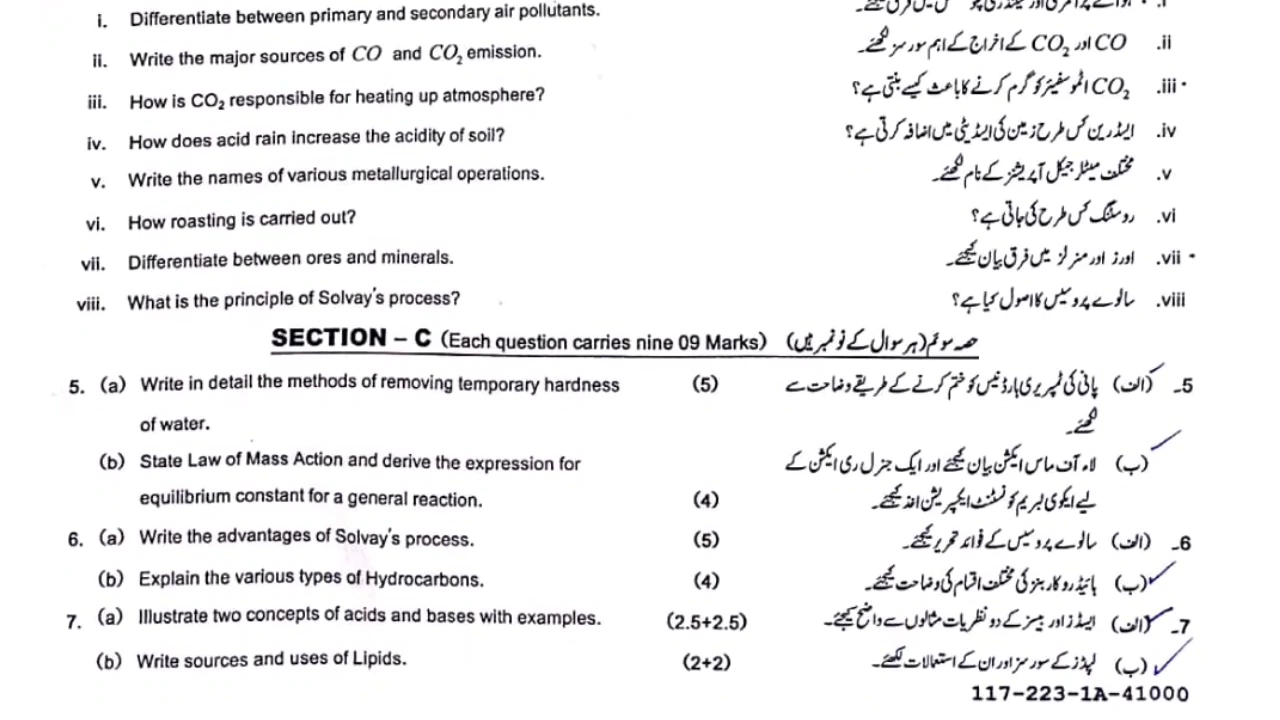 i. Differentiate between primary and secondary air pollutants.
ii. Write the major sources of CO and CO₂ emission. ii. CO اور CO₂ کے اخراج کے اہم سورسز لکھئے۔
iii. How is CO₂ responsible for heating up atmosphere? iii. CO₂ اٹموسفیئر کو گرم کرنے کا باعث کیسے بنتی ہے؟
iv. How does acid rain increase the acidity of soil? iv. ایسڈ رین کس طرح زمین کی ایسڈیٹی میں اضافہ کرتی ہے؟
v. Write the names of various metallurgical operations. v. مختلف میٹلرجیکل آپریشنز کے نام لکھئے۔
vi. How roasting is carried out? vi. روسٹنگ کس طرح کی جاتی ہے؟
vii. Differentiate between ores and minerals. vii. اورز اور منرلز میں فرق بیان کیجئے۔
viii. What is the principle of Solvay's process? viii. سالوے پروسیس کا اصول کیا ہے؟
SECTION – C (Each question carries nine 09 Marks) حصہ سوئم (ہر سوال کے نو نمبر ہیں)
5. (a) Write in detail the methods of removing temporary hardness (5) 5۔ (الف) پانی کی ٹمپریری ہارڈنیس کو ختم کرنے کے طریقے وضاحت سے
of water. لکھئے۔
(b) State Law of Mass Action and derive the expression for (ب) لاء آف ماس ایکشن بیان کیجئے اور ایک جنرل ری ایکشن کے
equilibrium constant for a general reaction. (4) لیے ایکوی لبریم کونسٹنٹ ایکسپریشن اخذ کیجئے۔
6. (a) Write the advantages of Solvay's process. (5) 6۔ (الف) سالوے پروسیس کے فوائد تحریر کیجئے۔
(b) Explain the various types of Hydrocarbons. (4) (ب) ہائیڈروکاربنز کی مختلف اقسام کی وضاحت کیجئے۔
7. (a) Illustrate two concepts of acids and bases with examples. (2.5+2.5) 7۔ (الف) ایسڈز اور بیسز کے دو نظریات مثالوں سے واضح کیجئے۔
(b) Write sources and uses of Lipids. (2+2) (ب) لپڈز کے سورسز اور ان کے استعمالات لکھئے۔
117-223-1A-41000